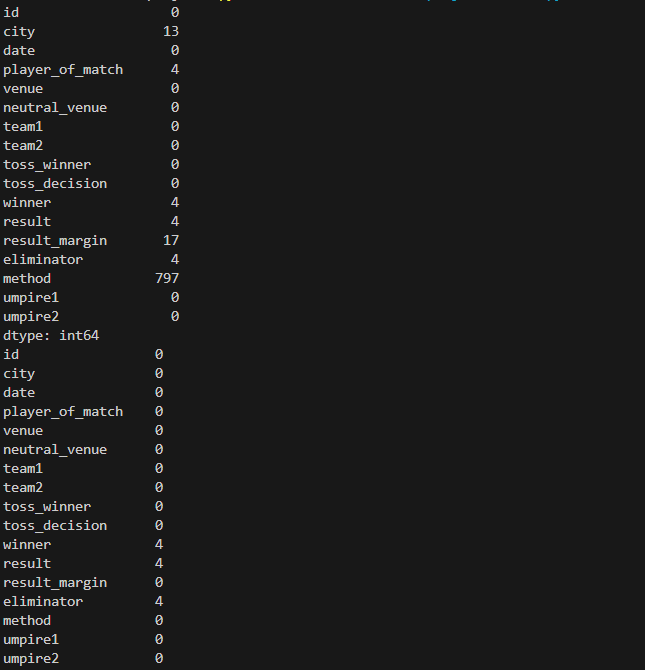 id 0
city 13
date 0
player_of_match 4
venue 0
neutral_venue 0
team1 0
team2 0
toss_winner 0
toss_decision 0
winner 4
result 4
result_margin 17
eliminator 4
method 797
umpire1 0
umpire2 0
dtype: int64
id 0
city 0
date 0
player_of_match 0
venue 0
neutral_venue 0
team1 0
team2 0
toss_winner 0
toss_decision 0
winner 4
result 4
result_margin 0
eliminator 4
method 0
umpire1 0
umpire2 0